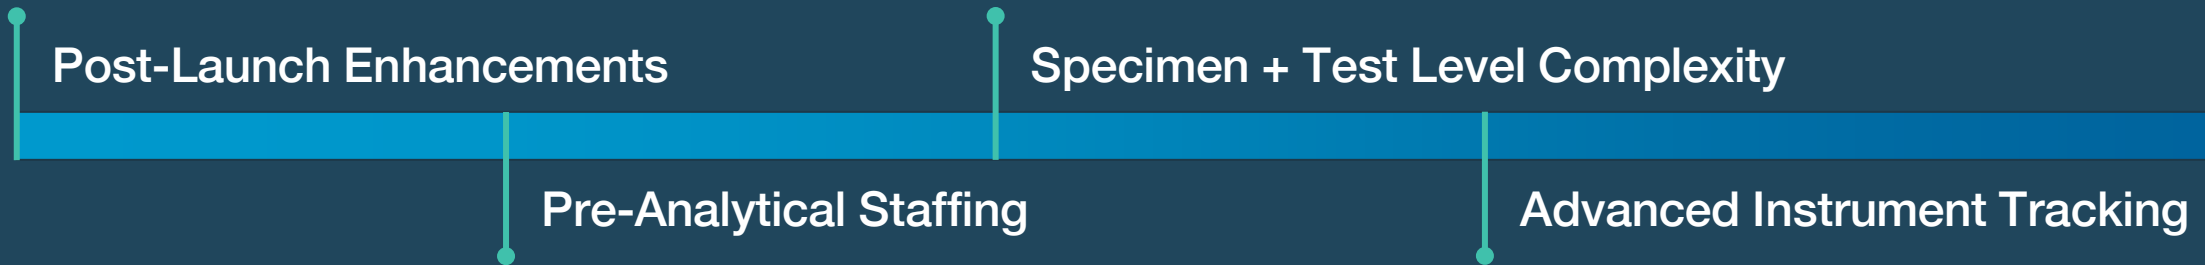 Post-Launch Enhancements
Specimen + Test Level Complexity
Pre-Analytical Staffing
Advanced Instrument Tracking